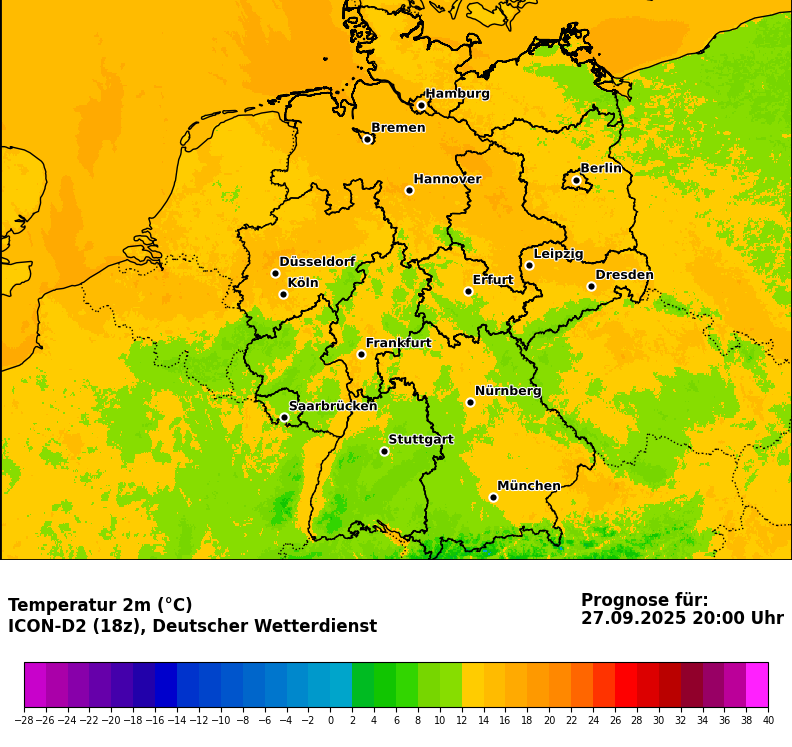 Hamburg
Bremen
Berlin
Hannover
Leipzig
Düsseldorf
Dresden
Erfurt
Köln
Frankfurt
Nürnberg
Saarbrücken
Stuttgart
München
Temperatur 2m (°C)
ICON-D2 (18z), Deutscher Wetterdienst
Prognose für:
27.09.2025 20:00 Uhr
−28 −26 −24 −22 −20 −18 −16 −14 −12 −10 −8 −6 −4 −2 0 2 4 6 8 10 12 14 16 18 20 22 24 26 28 30 32 34 36 38 40